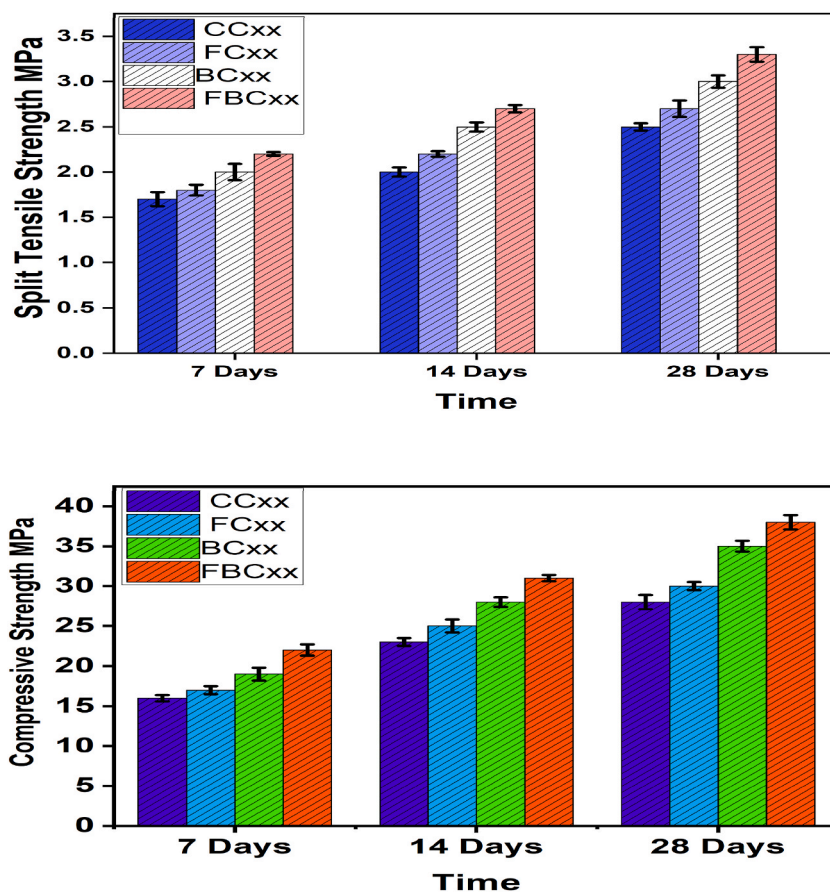 Split Tensile Strength MPa
3.5
3.0
2.5
2.0
1.5
1.0
0.5
0.0
CCxx
FCxx
BCxx
FBCxx
7 Days
14 Days
28 Days
Time
Compressive Strength MPa
40
35
30
25
20
15
10
5
0
CCxx
FCxx
BCxx
FBCxx
7 Days
14 Days
28 Days
Time